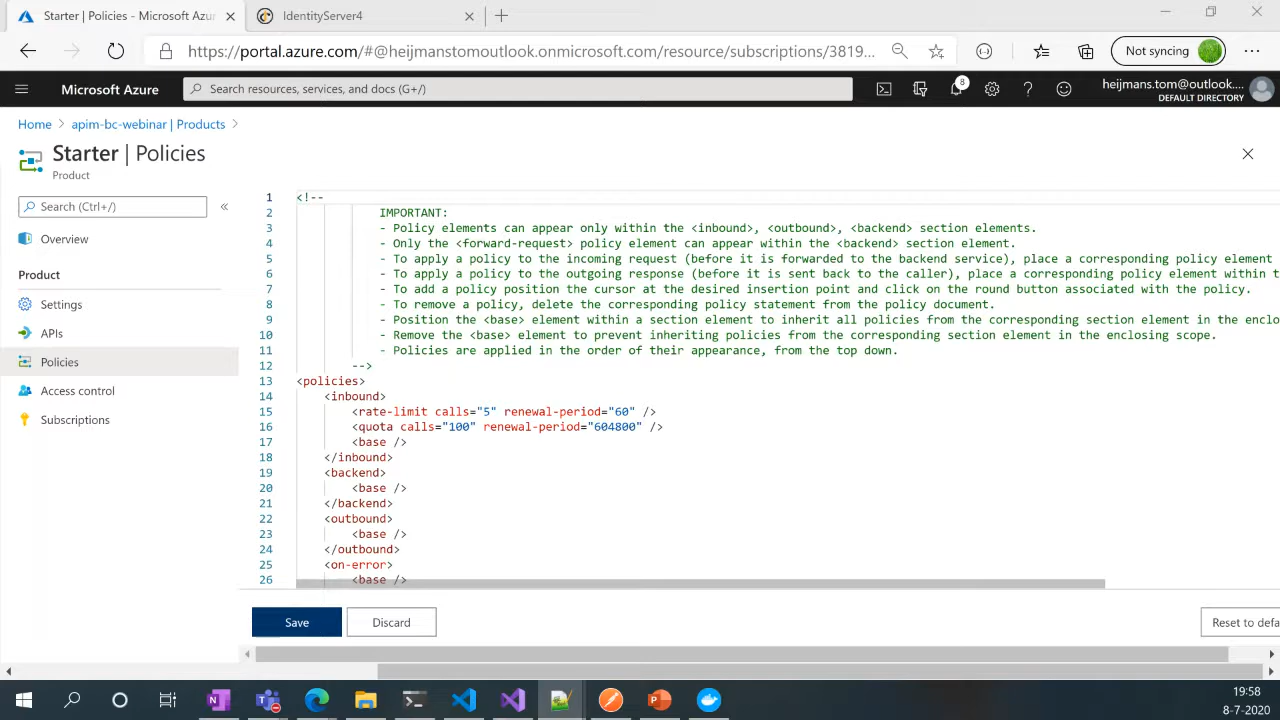 Starter | Policies - Microsoft Azur
IdentityServer4
https://portal.azure.com/#@heijmanstomoutlook.onmicrosoft.com/resource/subscriptions/3819...
Not syncing
Microsoft Azure
Search resources, services, and docs (G+/)
8
heijmans.tom@outlook....
DEFAULT DIRECTORY
Home > apim-bc-webinar | Products >
Starter | Policies
Product
Search (Ctrl+/)
«
Overview
Product
Settings
APIs
Policies
Access control
Subscriptions
1 <!--
2 IMPORTANT:
3 - Policy elements can appear only within the <inbound>, <outbound>, <backend> section elements.
4 - Only the <forward-request> policy element can appear within the <backend> section element.
5 - To apply a policy to the incoming request (before it is forwarded to the backend service), place a corresponding policy element
6 - To apply a policy to the outgoing response (before it is sent back to the caller), place a corresponding policy element within t
7 - To add a policy position the cursor at the desired insertion point and click on the round button associated with the policy.
8 - To remove a policy, delete the corresponding policy statement from the policy document.
9 - Position the <base> element within a section element to inherit all policies from the corresponding section element in the enclo
10 - Remove the <base> element to prevent inheriting policies from the corresponding section element in the enclosing scope.
11 - Policies are applied in the order of their appearance, from the top down.
12 -->
13 <policies>
14 <inbound>
15 <rate-limit calls="5" renewal-period="60" />
16 <quota calls="100" renewal-period="604800" />
17 <base />
18 </inbound>
19 <backend>
20 <base />
21 </backend>
22 <outbound>
23 <base />
24 </outbound>
25 <on-error>
26 <base />
Save
Discard
Reset to defa
19:58
8-7-2020